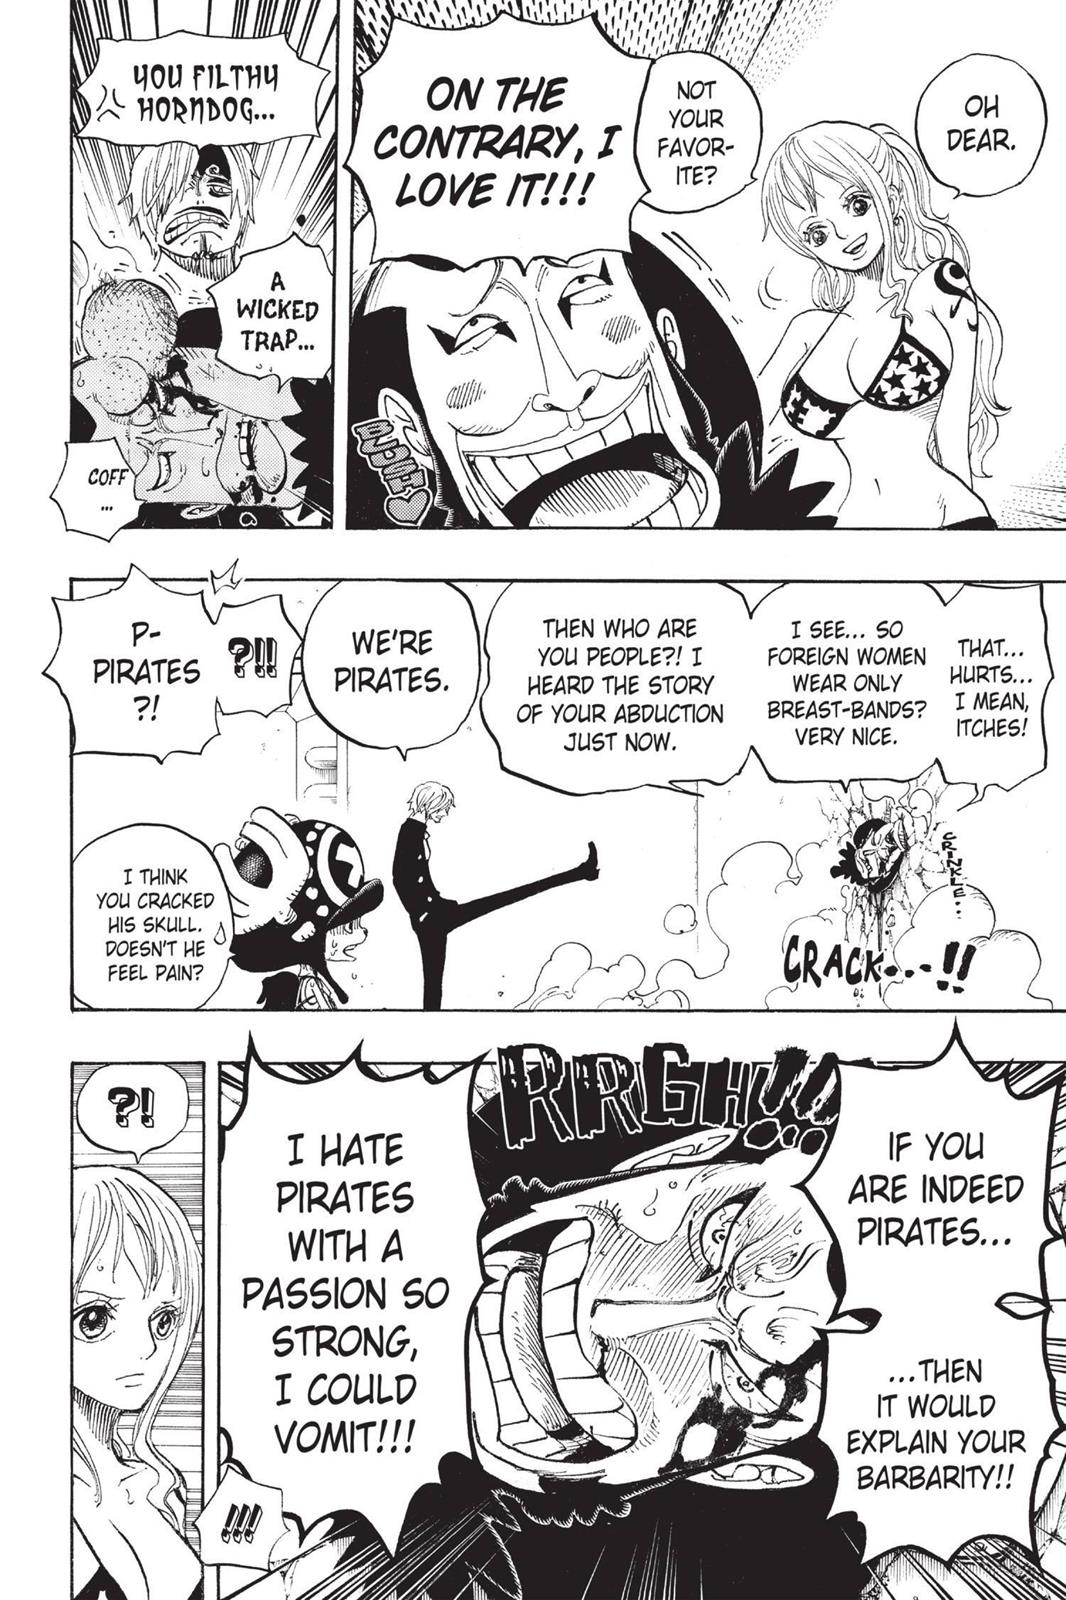 OH
DEAR.
NOT
YOUR
FAVOR-
ITE?
ON THE
CONTRARY, I
LOVE IT!!!
YOU FILTHY
HORNDOG...
A
WICKED
TRAP...
COFF
...
THAT...
HURTS...
I MEAN,
ITCHES!
I SEE... SO
FOREIGN WOMEN
WEAR ONLY
BREAST-BANDS?
VERY NICE.
THEN WHO ARE
YOU PEOPLE?! I
HEARD THE STORY
OF YOUR ABDUCTION
JUST NOW.
WE'RE
PIRATES.
?!!
P-
PIRATES
?!
CRINKLE...
CRACK...!!
I THINK
YOU CRACKED
HIS SKULL.
DOESN'T HE
FEEL PAIN?
IF YOU
ARE INDEED
PIRATES...
...THEN
IT WOULD
EXPLAIN YOUR
BARBARITY!!
RRGH!!
I HATE
PIRATES
WITH A
PASSION SO
STRONG,
I COULD
VOMIT!!!
?!
!!!